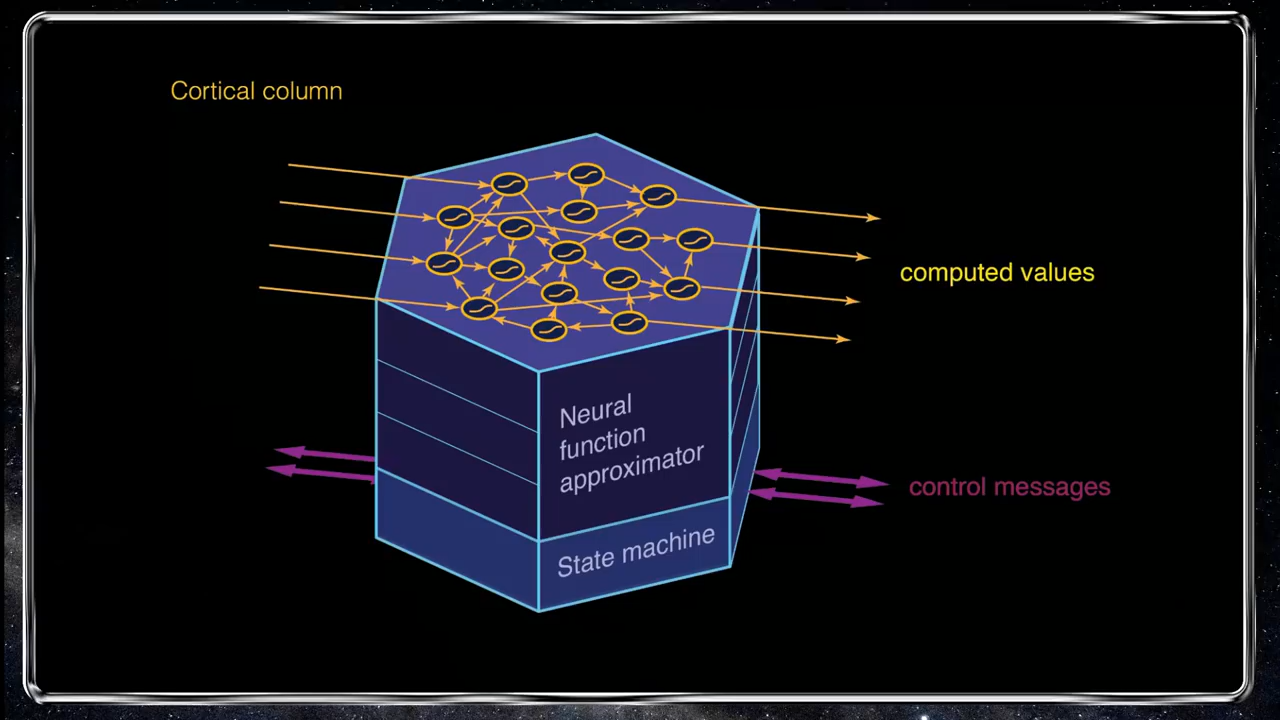 Cortical column
computed values
Neural
function
approximator
control messages
State machine